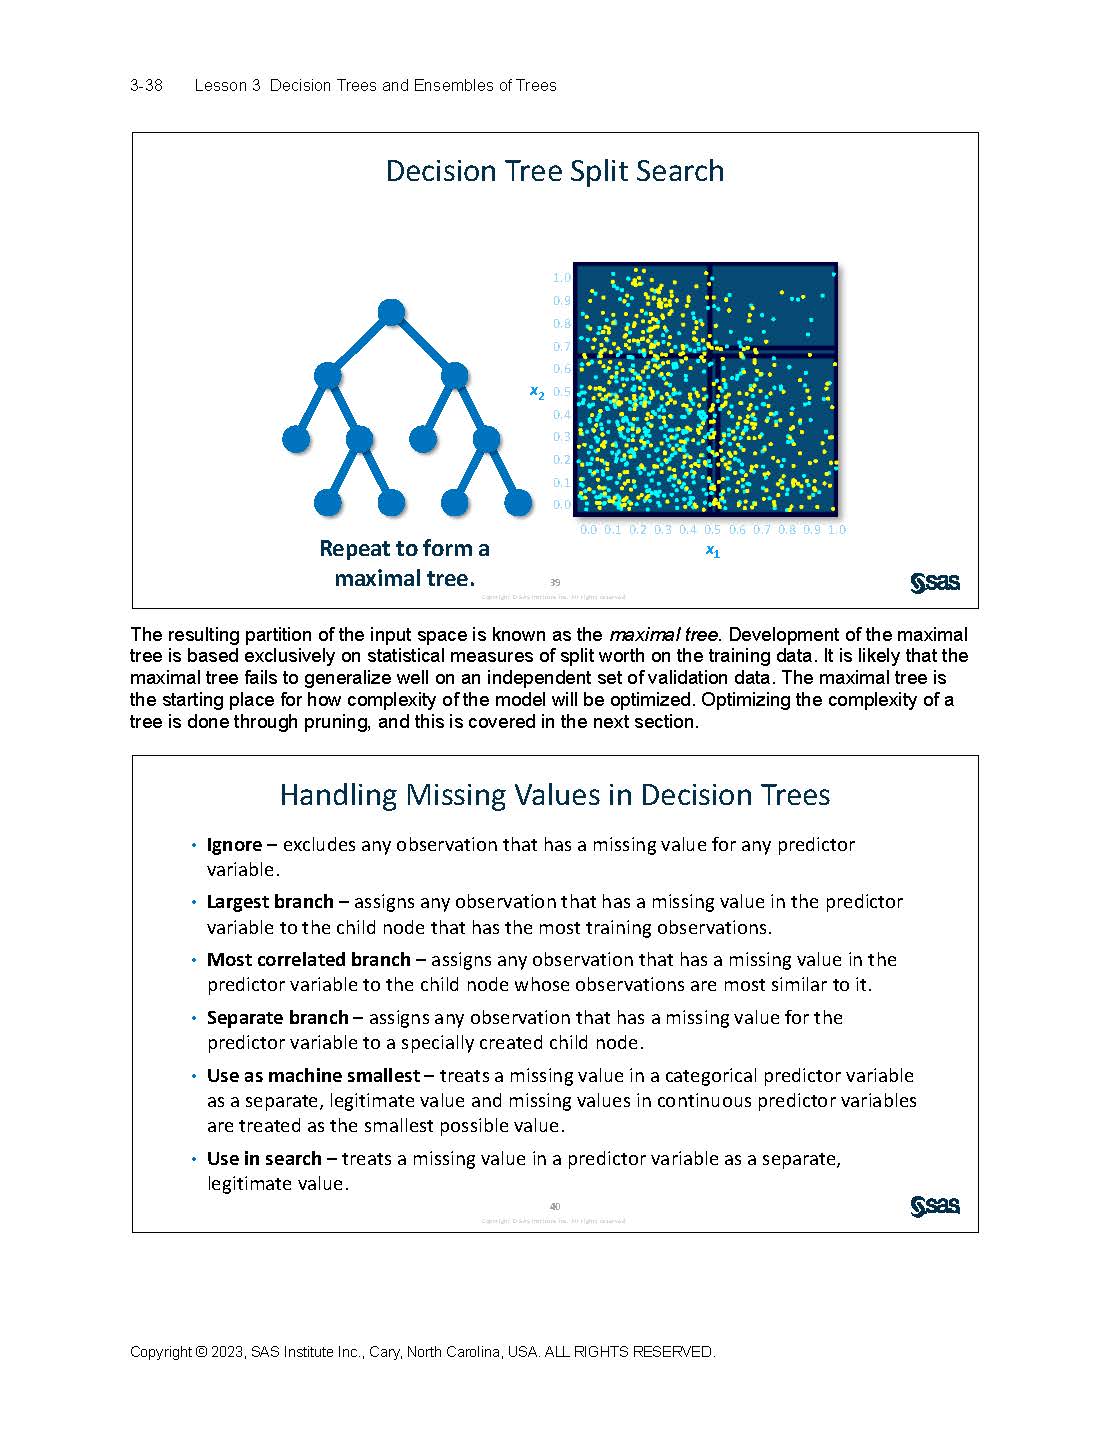 3-38 Lesson 3 Decision Trees and Ensembles of Trees
Decision Tree Split Search
1.0
0.9
0.8
0.7
0.6
x2 0.5
0.4
0.3
0.2
0.1
0.0
0.0 0.1 0.2 0.3 0.4 0.5 0.6 0.7 0.8 0.9 1.0
x1
Repeat to form a
maximal tree.
39
sas
Copyright © SAS Institute Inc. All rights reserved.
The resulting partition of the input space is known as the maximal tree. Development of the maximal
tree is based exclusively on statistical measures of split worth on the training data. It is likely that the
maximal tree fails to generalize well on an independent set of validation data. The maximal tree is
the starting place for how complexity of the model will be optimized. Optimizing the complexity of a
tree is done through pruning, and this is covered in the next section.
Handling Missing Values in Decision Trees
• Ignore – excludes any observation that has a missing value for any predictor
variable.
• Largest branch – assigns any observation that has a missing value in the predictor
variable to the child node that has the most training observations.
• Most correlated branch – assigns any observation that has a missing value in the
predictor variable to the child node whose observations are most similar to it.
• Separate branch – assigns any observation that has a missing value for the
predictor variable to a specially created child node.
• Use as machine smallest – treats a missing value in a categorical predictor variable
as a separate, legitimate value and missing values in continuous predictor variables
are treated as the smallest possible value.
• Use in search – treats a missing value in a predictor variable as a separate,
legitimate value.
40
sas
Copyright © SAS Institute Inc. All rights reserved.
Copyright © 2023, SAS Institute Inc., Cary, North Carolina, USA. ALL RIGHTS RESERVED.